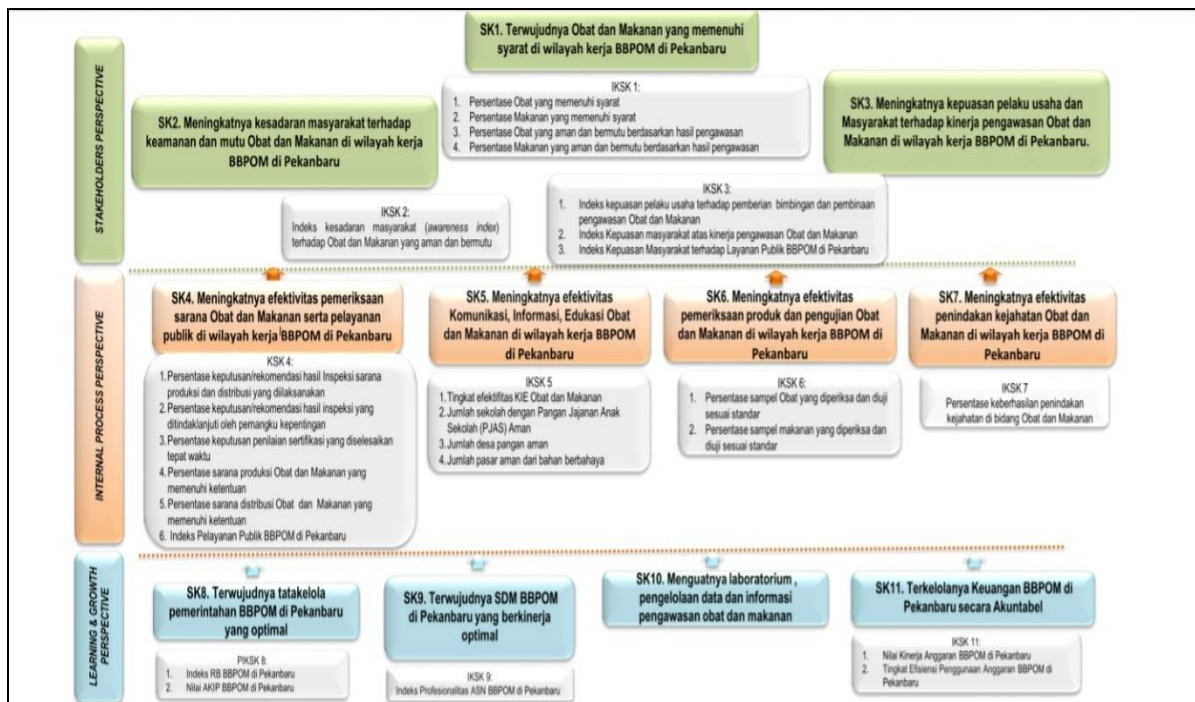 STAKEHOLDERS PERSPECTIVE
SK1. Terwujudnya Obat dan Makanan yang memenuhi
syarat di wilayah kerja BBPOM di Pekanbaru
IKSK 1:
1. Persentase Obat yang memenuhi syarat
2. Persentase Makanan yang memenuhi syarat
3. Persentase Obat yang aman dan bermutu berdasarkan hasil pengawasan
4. Persentase Makanan yang aman dan bermutu berdasarkan hasil pengawasan
SK2. Meningkatnya kesadaran masyarakat terhadap
keamanan dan mutu Obat dan Makanan di wilayah kerja
BBPOM di Pekanbaru
IKSK 2:
Indeks kesadaran masyarakat (awareness index)
terhadap Obat dan Makanan yang aman dan bermutu
SK3. Meningkatnya kepuasan pelaku usaha dan
Masyarakat terhadap kinerja pengawasan Obat dan
Makanan di wilayah kerja BBPOM di Pekanbaru.
IKSK 3:
1. Indeks kepuasan pelaku usaha terhadap pemberian bimbingan dan pembinaan
pengawasan Obat dan Makanan
2. Indeks Kepuasan masyarakat atas kinerja pengawasan Obat dan Makanan
3. Indeks Kepuasan Masyarakat terhadap Layanan Publik BBPOM di Pekanbaru
INTERNAL PROCESS PERSPECTIVE
SK4. Meningkatnya efektivitas pemeriksaan
sarana Obat dan Makanan serta pelayanan
publik di wilayah kerja BBPOM di Pekanbaru
KSK 4:
1. Persentase keputusan/rekomendasi hasil Inspeksi sarana
produksi dan distribusi yang diilaksanakan
2. Persentase keputusan/rekomendasi hasil inspeksi yang
ditindaklanjuti oleh pemangku kepentingan
3. Persentase keputusan penilaian sertifikasi yang diselesaikan
tepat waktu
4. Persentase sarana produksi Obat dan Makanan yang
memenuhi ketentuan
5. Persentase sarana distribusi Obat dan Makanan yang
memenuhi ketentuan
6. Indeks Pelayanan Publik BBPOM di Pekanbaru
SK5. Meningkatnya efektivitas
Komunikasi, Informasi, Edukasi Obat
dan Makanan di wilayah kerja BBPOM
di Pekanbaru
IKSK 5
1. Tingkat efektifitas KIE Obat dan Makanan
2. Jumlah sekolah dengan Pangan Jajanan Anak
Sekolah (PJAS) Aman
3. Jumlah desa pangan aman
4. Jumlah pasar aman dari bahan berbahaya
SK6. Meningkatnya efektivitas
pemeriksaan produk dan pengujian Obat
dan Makanan di wilayah kerja BBPOM di
Pekanbaru
IKSK 6:
1. Persentase sampel Obat yang diperiksa dan diuji
sesuai standar
2. Persentase sampel makanan yang diperiksa dan
diuji sesuai standar
SK7. Meningkatnya efektivitas
penindakan kejahatan Obat dan
Makanan di wilayah kerja BBPOM di
Pekanbaru
IKSK 7
Persentase keberhasilan penindakan
kejahatan di bidang Obat dan Makanan
LEARNING & GROWTH
PERSPECTIVE
SK8. Terwujudnya tatakelola
pemerintahan BBPOM di Pekanbaru
yang optimal
PIKSK 8:
1. Indeks RB BBPOM di Pekanbaru
2. Nilai AKIP BBPOM di Pekanbaru
SK9. Terwujudnya SDM BBPOM
di Pekanbaru yang berkinerja
optimal
IKSK 9:
Indeks Profesionalitas ASN BBPOM di Pekanbaru
SK10. Menguatnya laboratorium ,
pengelolaan data dan informasi
pengawasan obat dan makanan
SK11. Terkelolanya Keuangan BBPOM di
Pekanbaru secara Akuntabel
IKSK 11:
1. Nilai Kinerja Anggaran BBPOM di Pekanbaru
2. Tingkat Efisiensi Penggunaan Anggaran BBPOM di
Pekanbaru